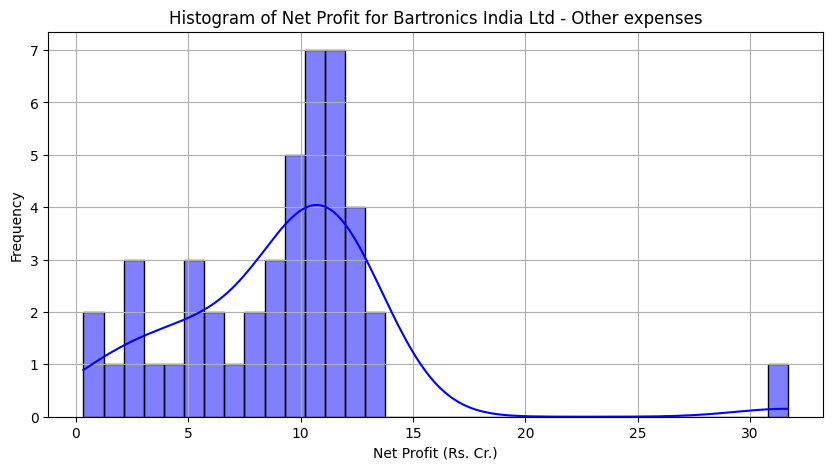 Histogram of Net Profit for Bartronics India Ltd - Other expenses
7
6
5
4
3
2
1
0
Frequency
0 5 10 15 20 25 30
Net Profit (Rs. Cr.)